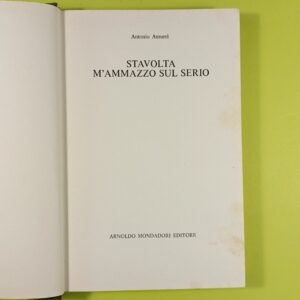 Antonio Amurri
STAVOLTA
M'AMMAZZO SUL SERIO
ARNOLDO MONDADORI EDITORE